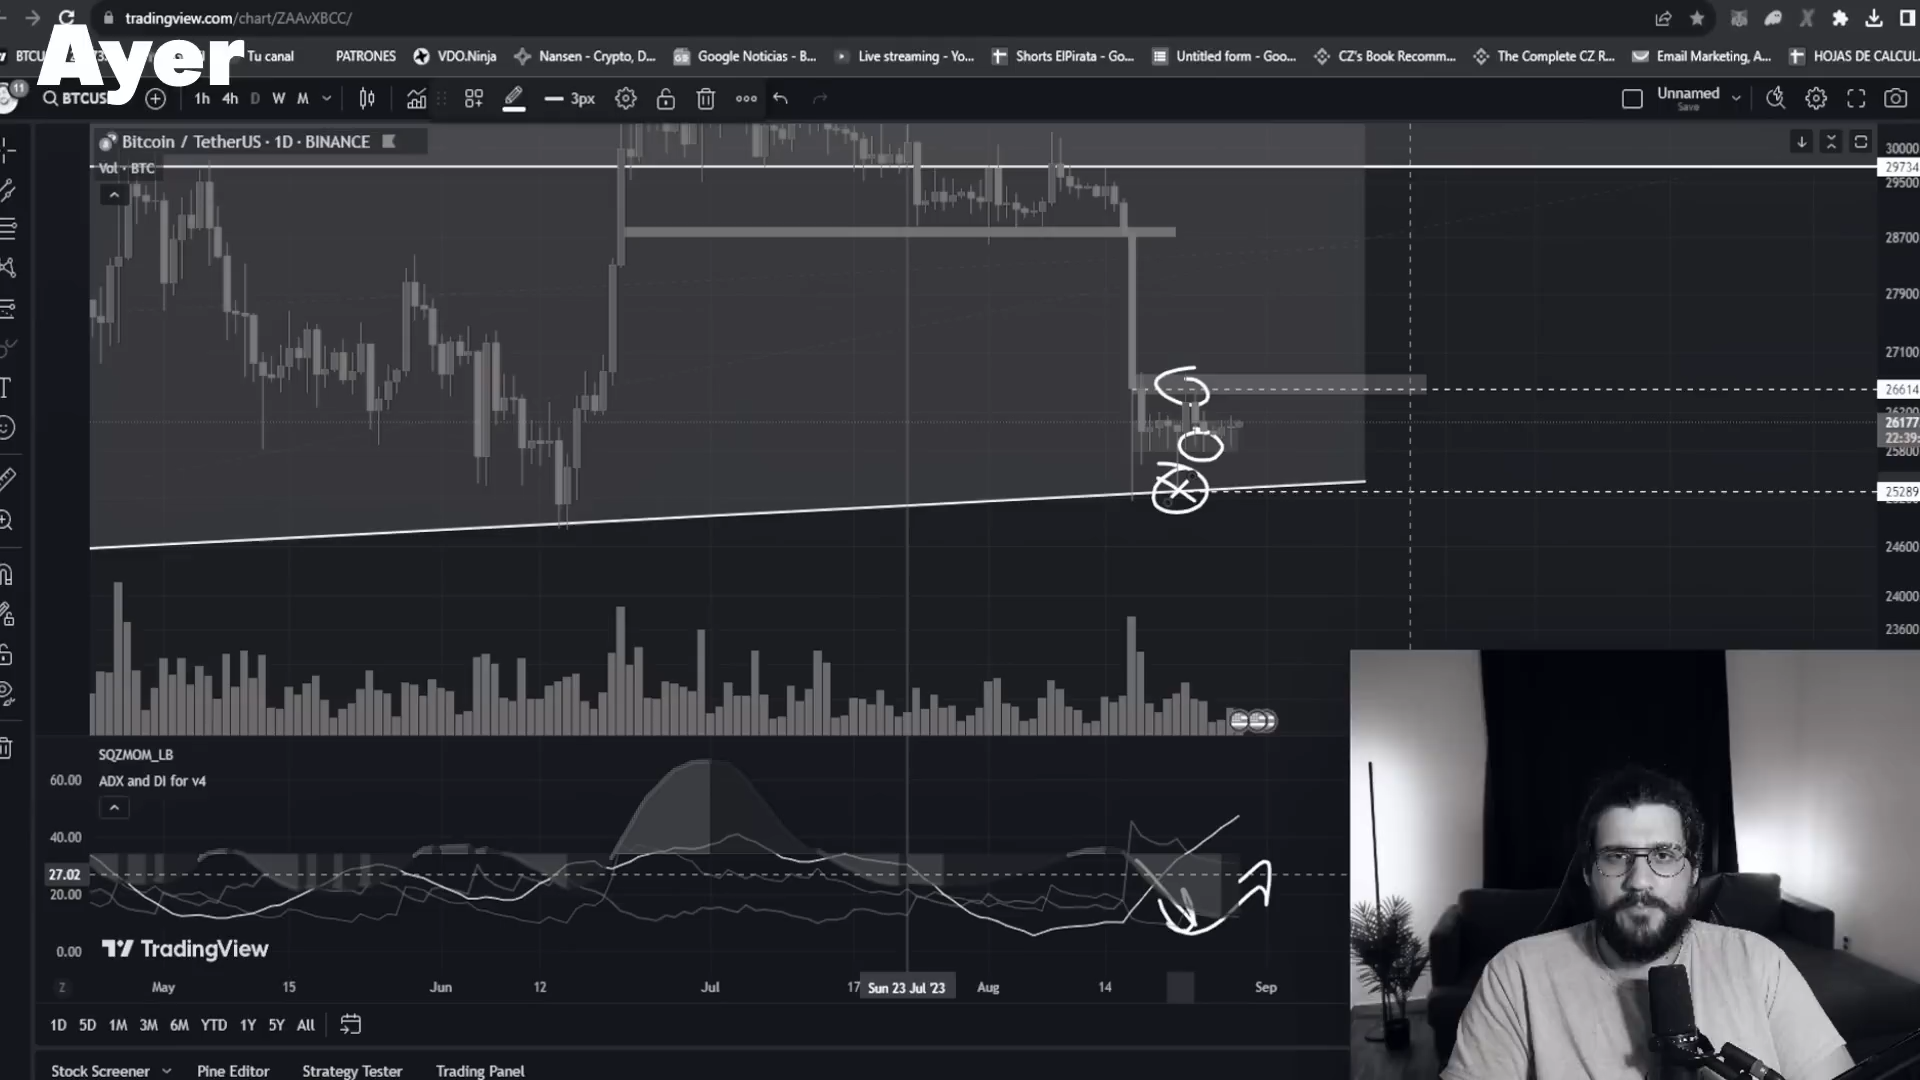 tradingview.com/chart/ZAAvXBCC/
Ayer
Tu canal
PATRONES
VDO.Ninja
Nansen - Crypto, D...
Google Noticias - B...
Live streaming - Yo...
Shorts ElPirata - Go...
Untitled form - Goo...
CZ's Book Recomm...
The Complete CZ R...
Email Marketing, A...
HOJAS DE CALCUL
11
BTCUS
1h
4h
D
W
M
3px
Unnamed
Save
Bitcoin / TetherUS · 1D · BINANCE
Vol · BTC
30000
29734
29500
28700
27900
27100
26614
26200
26177
22:39:
25800
25289
24600
24000
23600
SQZMOM_LB
ADX and DI for v4
60.00
40.00
27.02
20.00
0.00
TradingView
Z
May
15
Jun
12
Jul
17
Sun 23 Jul '23
Aug
14
Sep
1D
5D
1M
3M
6M
YTD
1Y
5Y
All
Stock Screener
Pine Editor
Strategy Tester
Trading Panel